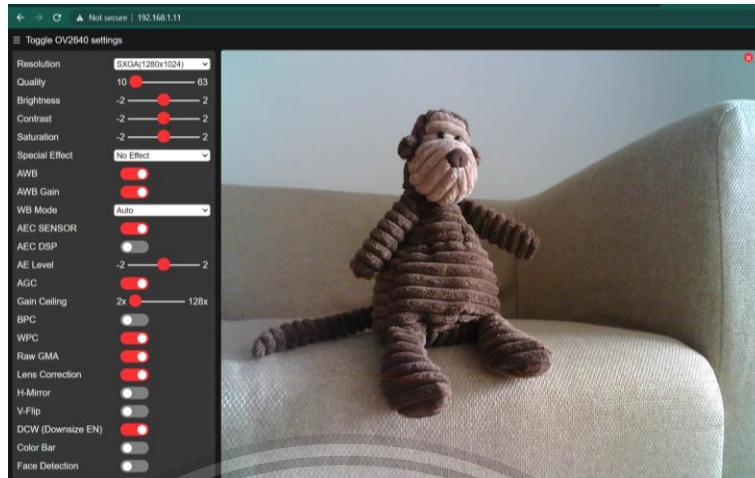 Not secure | 192.168.1.11
Toggle OV2640 settings
Resolution SXGA(1280x1024)
Quality 10 63
Brightness -2 2
Contrast -2 2
Saturation -2 2
Special Effect No Effect
AWB
AWB Gain
WB Mode Auto
AEC SENSOR
AEC DSP
AE Level -2 2
AGC
Gain Ceiling 2x 128x
BPC
WPC
Raw GMA
Lens Correction
H-Mirror
V-Flip
DCW (Downsize EN)
Color Bar
Face Detection